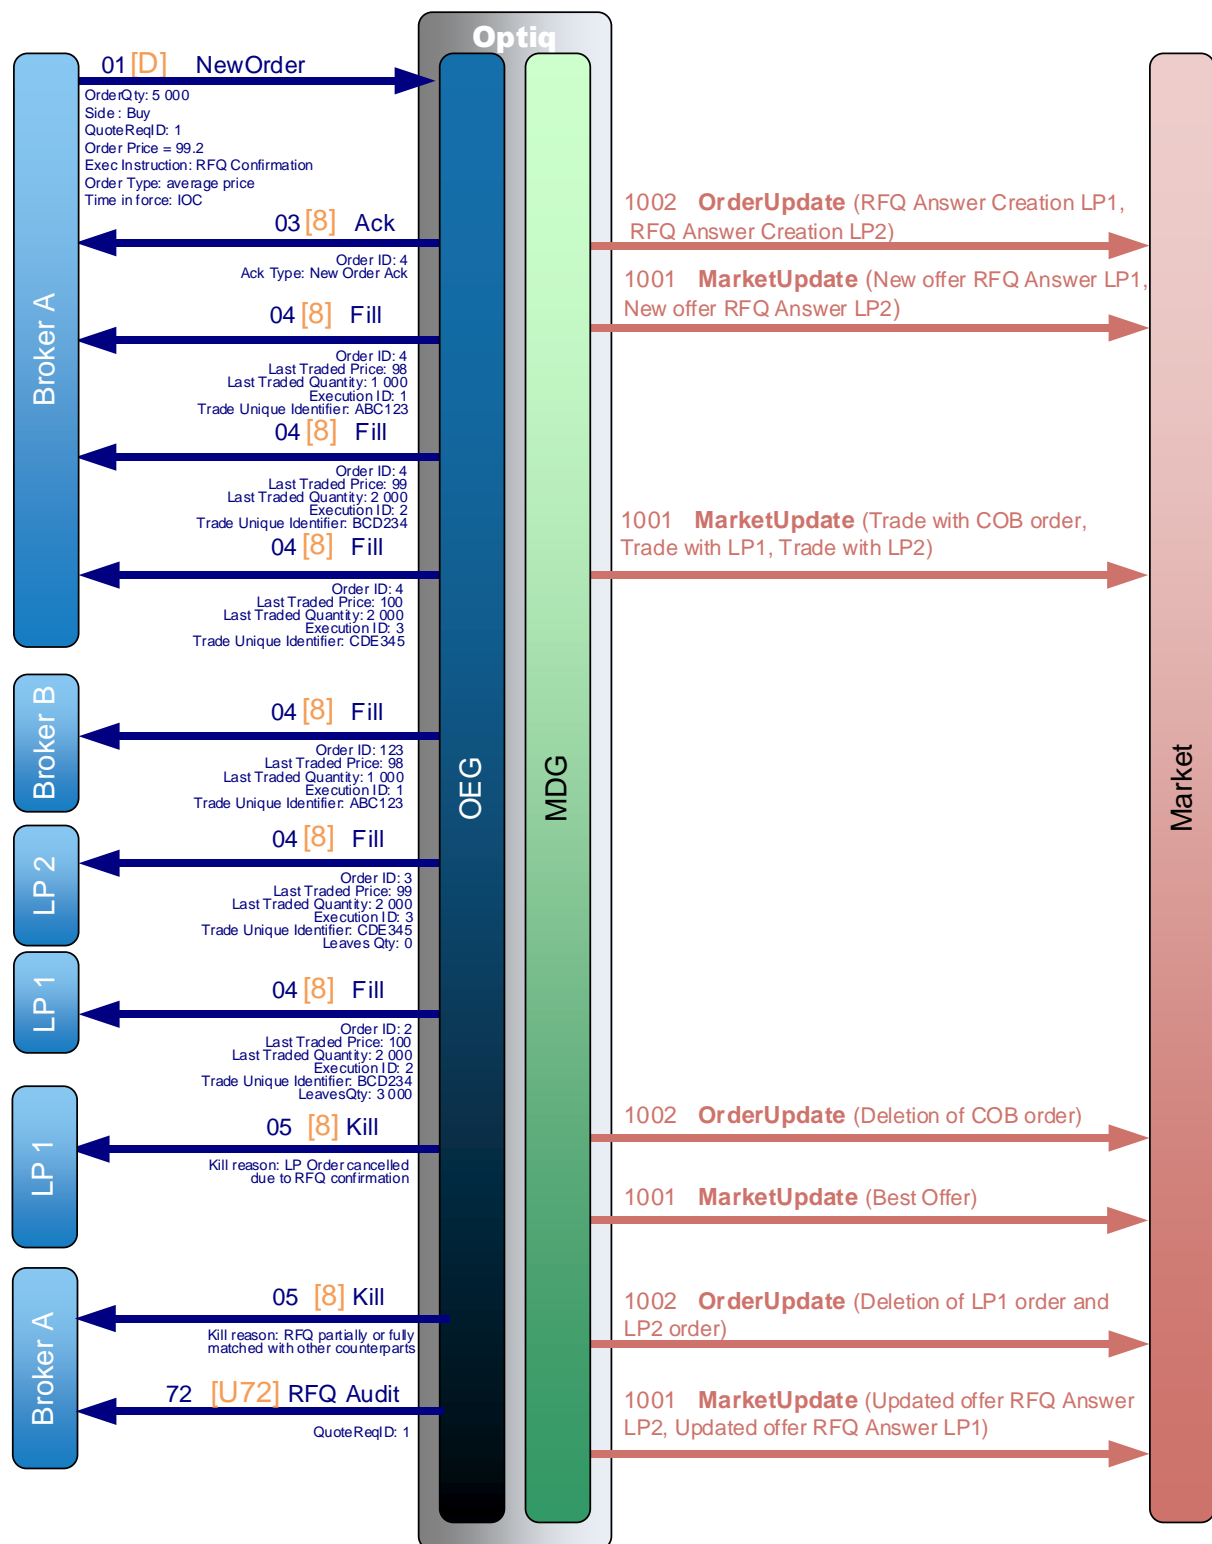 Optiq
01 [D] NewOrder
OrderQty: 5 000
Side : Buy
QuoteReqID: 1
Order Price = 99.2
Exec Instruction: RFQ Confirmation
Order Type: average price
Time in force: IOC
03 [8] Ack
Order ID: 4
Ack Type: New Order Ack
04 [8] Fill
Order ID: 4
Last Traded Price: 98
Last Traded Quantity: 1 000
Execution ID: 1
Trade Unique Identifier: ABC123
04 [8] Fill
Order ID: 4
Last Traded Price: 99
Last Traded Quantity: 2 000
Execution ID: 2
Trade Unique Identifier: BCD234
04 [8] Fill
Order ID: 4
Last Traded Price: 100
Last Traded Quantity: 2 000
Execution ID: 3
Trade Unique Identifier: CDE345
Broker A
04 [8] Fill
Order ID: 123
Last Traded Price: 98
Last Traded Quantity: 1 000
Execution ID: 1
Trade Unique Identifier: ABC123
Broker B
04 [8] Fill
Order ID: 3
Last Traded Price: 99
Last Traded Quantity: 2 000
Execution ID: 3
Trade Unique Identifier: CDE345
Leaves Qty: 0
LP 2
04 [8] Fill
Order ID: 2
Last Traded Price: 100
Last Traded Quantity: 2 000
Execution ID: 2
Trade Unique Identifier: BCD234
LeavesQty: 3 000
LP 1
05 [8] Kill
Kill reason: LP Order cancelled
due to RFQ confirmation
LP 1
05 [8] Kill
Kill reason: RFQ partially or fully
matched with other counterparts
72 [U72] RFQ Audit
QuoteReqID: 1
Broker A
OEG
MDG
1002 OrderUpdate (RFQ Answer Creation LP1,
RFQ Answer Creation LP2)
1001 MarketUpdate (New offer RFQ Answer LP1,
New offer RFQ Answer LP2)
1001 MarketUpdate (Trade with COB order,
Trade with LP1, Trade with LP2)
1002 OrderUpdate (Deletion of COB order)
1001 MarketUpdate (Best Offer)
1002 OrderUpdate (Deletion of LP1 order and
LP2 order)
1001 MarketUpdate (Updated offer RFQ Answer
LP2, Updated offer RFQ Answer LP1)
Market